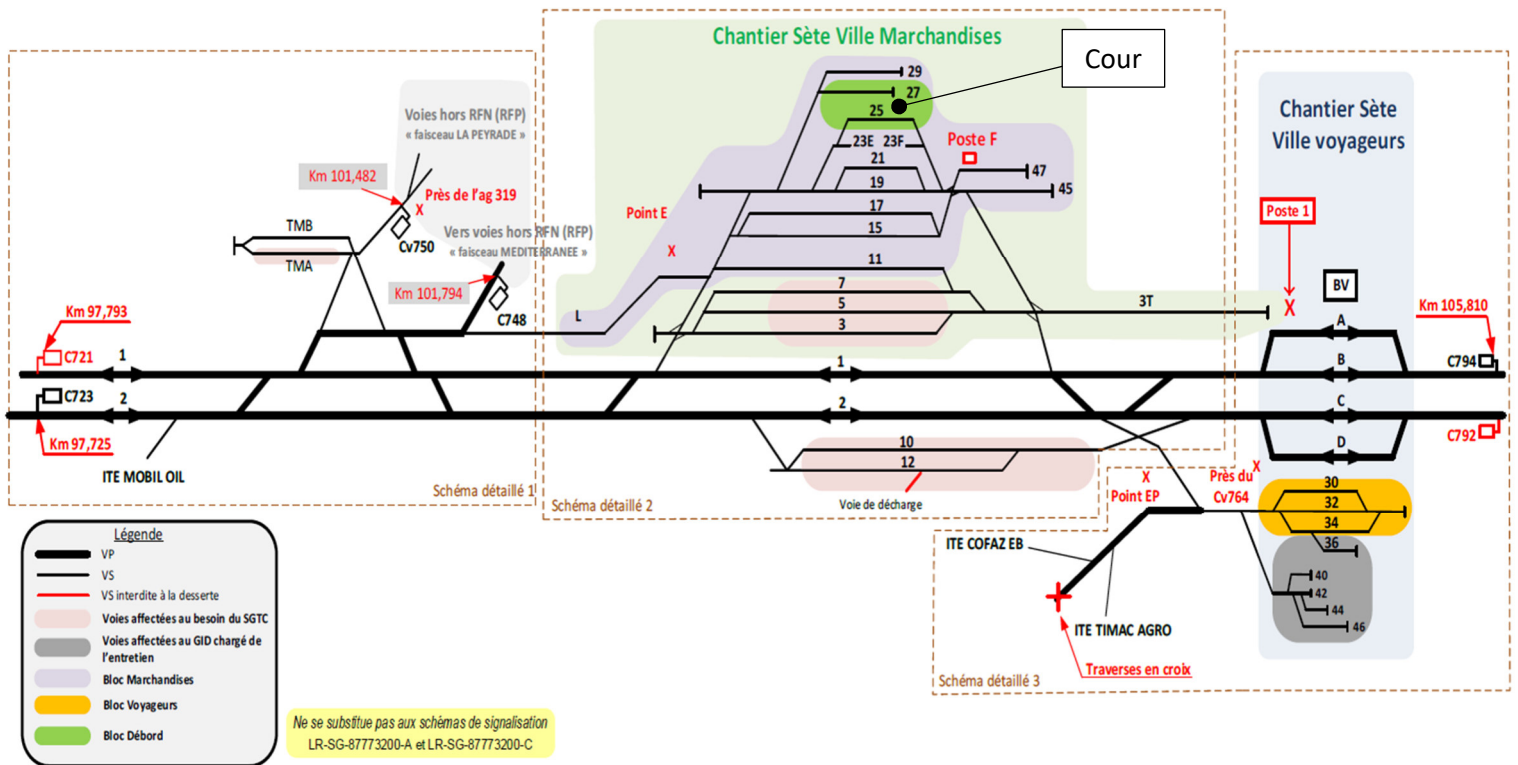 Chantier Sète Ville Marchandises
Cour
29
27
25
23E 23F
21
19
17
15
11
7
5
3
3T
47
45
Poste F
Point E
X
L
Voies hors RFN (RFP)
« faisceau LA PEYRADE »
Km 101,482
Près de l'ag 319
X
Cv750
Vers voies hors RFN (RFP)
« faisceau MEDITERRANEE »
Km 101,794
C748
TMB
TMA
Km 97,793
C721
1
C723
2
Km 97,725
ITE MOBIL OIL
Schéma détaillé 1
1
2
10
12
Voie de décharge
Schéma détaillé 2
Chantier Sète
Ville voyageurs
Poste 1
X
BV
A
B
C
D
Km 105,810
C794
C792
X
Point EP
Près du X
Cv764
30
32
34
36
40
42
44
46
ITE COFAZ EB
ITE TIMAC AGRO
Traverses en croix
Schéma détaillé 3
Légende
VP
VS
VS interdite à la desserte
Voies affectées au besoin du SGTC
Voies affectées au GID chargé de
l'entretien
Bloc Marchandises
Bloc Voyageurs
Bloc Débord
Ne se substitue pas aux schémas de signalisation
LR-SG-87773200-A et LR-SG-87773200-C